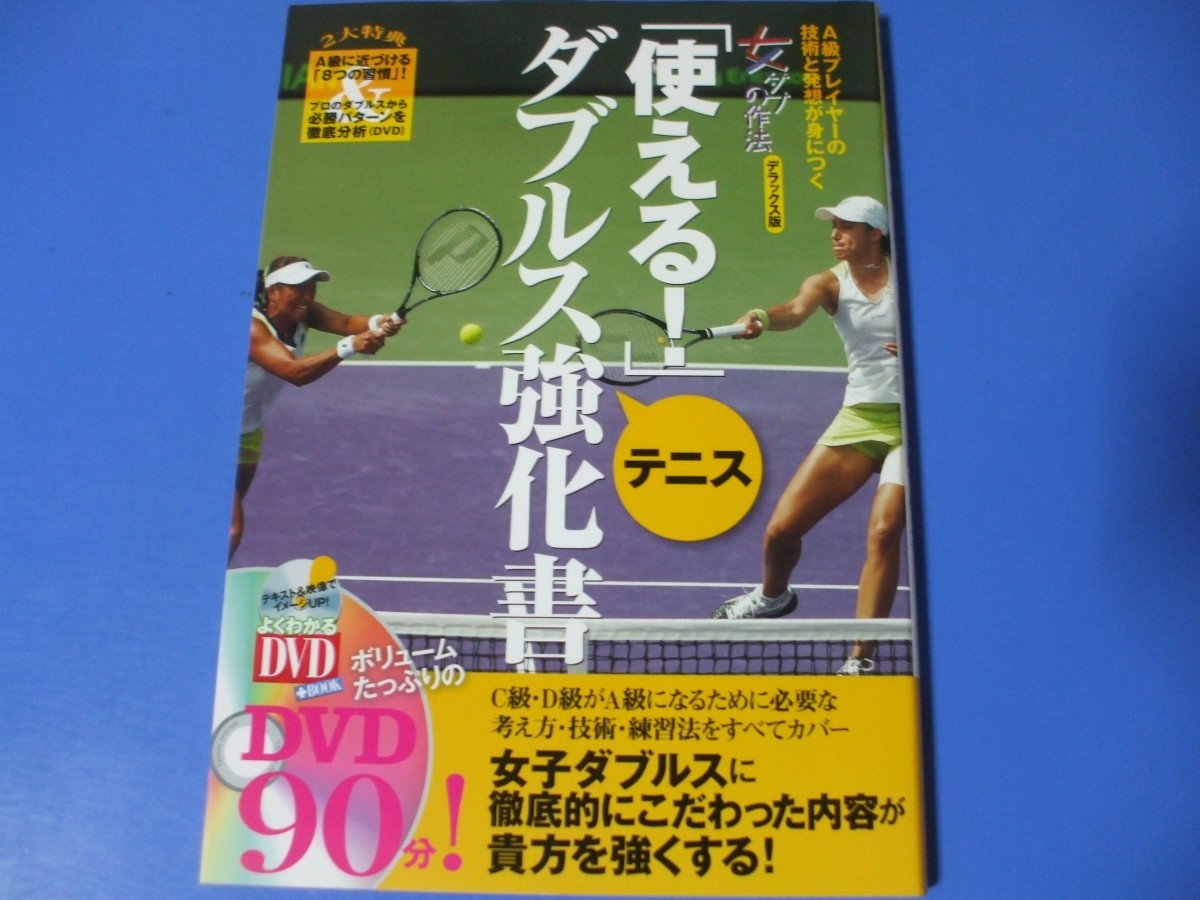 A級プレイヤーの
技術と発想が身につく
女ダブの作法
デラックス版
「使える!」
ダブルス強化書
テニス
2大特典
A級に近づける
「8つの習慣」!
&
プロのダブルスから
必勝パターンを
徹底分析(DVD)
テキスト&映像で
イメージUP!
よくわかる
DVD
+BOOK
ボリューム
たっぷりの
DVD
90分!
C級・D級がA級になるために必要な
考え方・技術・練習法をすべてカバー
女子ダブルスに
徹底的にこだわった内容が
貴方を強くする!